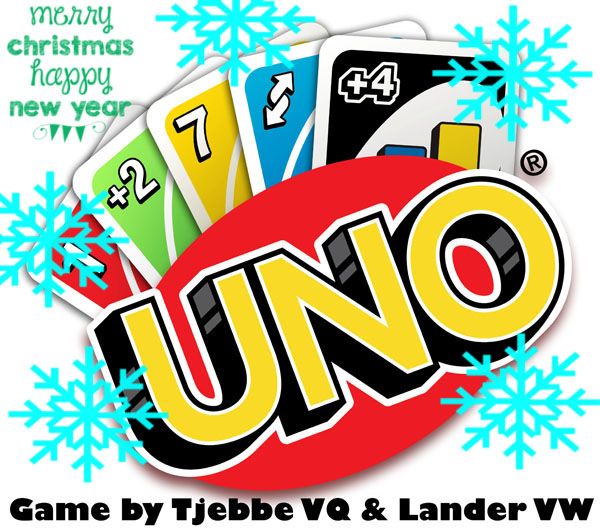 merry
christmas
happy
new year
+2
7
+4
®
UNO
Game by Tjebbe VQ & Lander VW